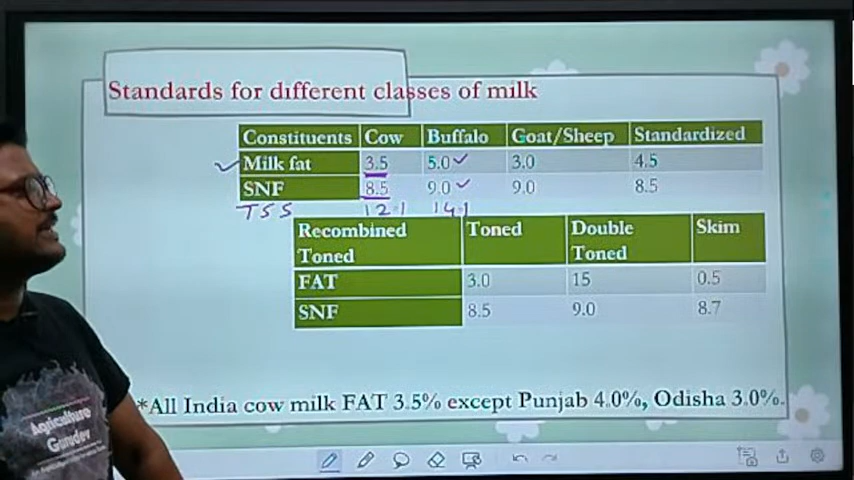 Standards for different classes of milk
Constituents Cow Buffalo Goat/Sheep Standardized
Milk fat 3.5 5.0 3.0 4.5
SNF 8.5 9.0 9.0 8.5
TSS 12.1 14.1
Recombined Toned Toned Double Toned Skim
FAT 3.0 15 0.5
SNF 8.5 9.0 8.7
*All India cow milk FAT 3.5% except Punjab 4.0%, Odisha 3.0%.
Agriculture
Gurudev